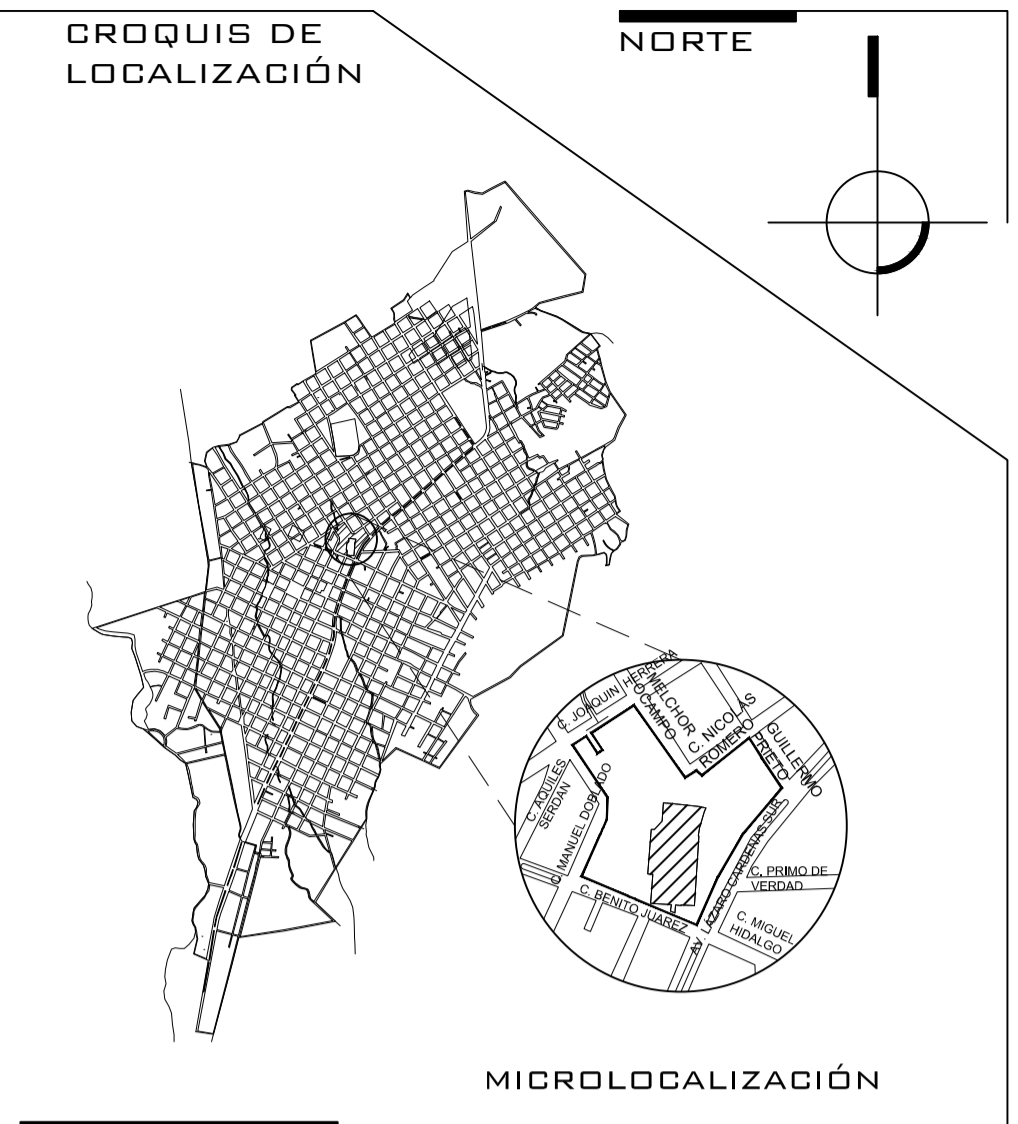 CROQUIS DE
LOCALIZACIÓN
NORTE
C. JOAQUIN HERRERA
MELCHOR
OCAMPO
C. NICOLAS
ROMERO
GUILLERMO
PRIETO
C. AQUILES
SERDAN
C. MANUEL DOBLADO
AV. LAZARO CARDENAS SUR
C. PRIMO DE
VERDAD
C. BENITO JUAREZ
C. MIGUEL
HIDALGO
MICROLOCALIZACIÓN